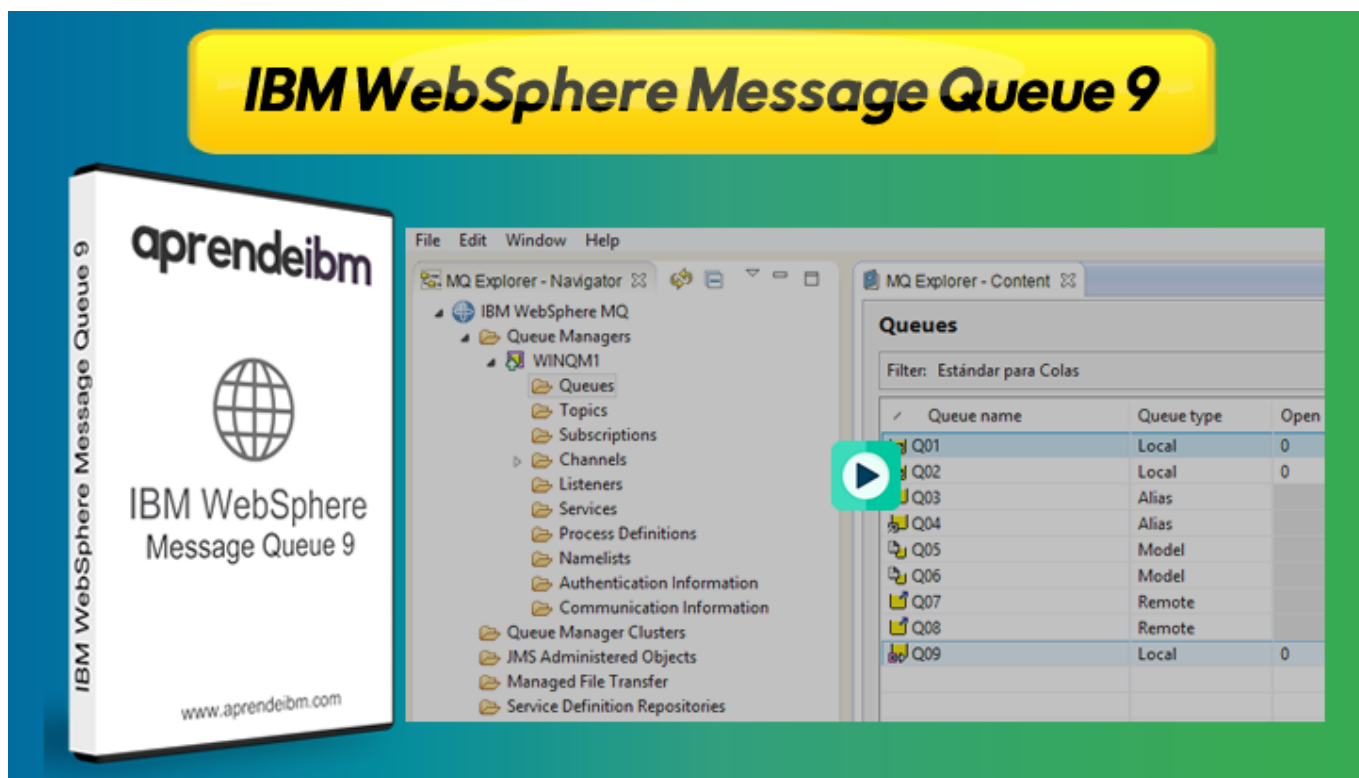 IBM WebSphere Message Queue 9
IBM WebSphere Message Queue 9
aprendeibm
IBM WebSphere
Message Queue 9
www.aprendeibm.com
File Edit Window Help
MQ Explorer - Navigator
IBM WebSphere MQ
Queue Managers
WINQM1
Queues
Topics
Subscriptions
Channels
Listeners
Services
Process Definitions
Namelists
Authentication Information
Communication Information
Queue Manager Clusters
JMS Administered Objects
Managed File Transfer
Service Definition Repositories
MQ Explorer - Content
Queues
Filter: Estándar para Colas
Queue name Queue type Open
Q01 Local 0
Q02 Local 0
Q03 Alias
Q04 Alias
Q05 Model
Q06 Model
Q07 Remote
Q08 Remote
Q09 Local 0